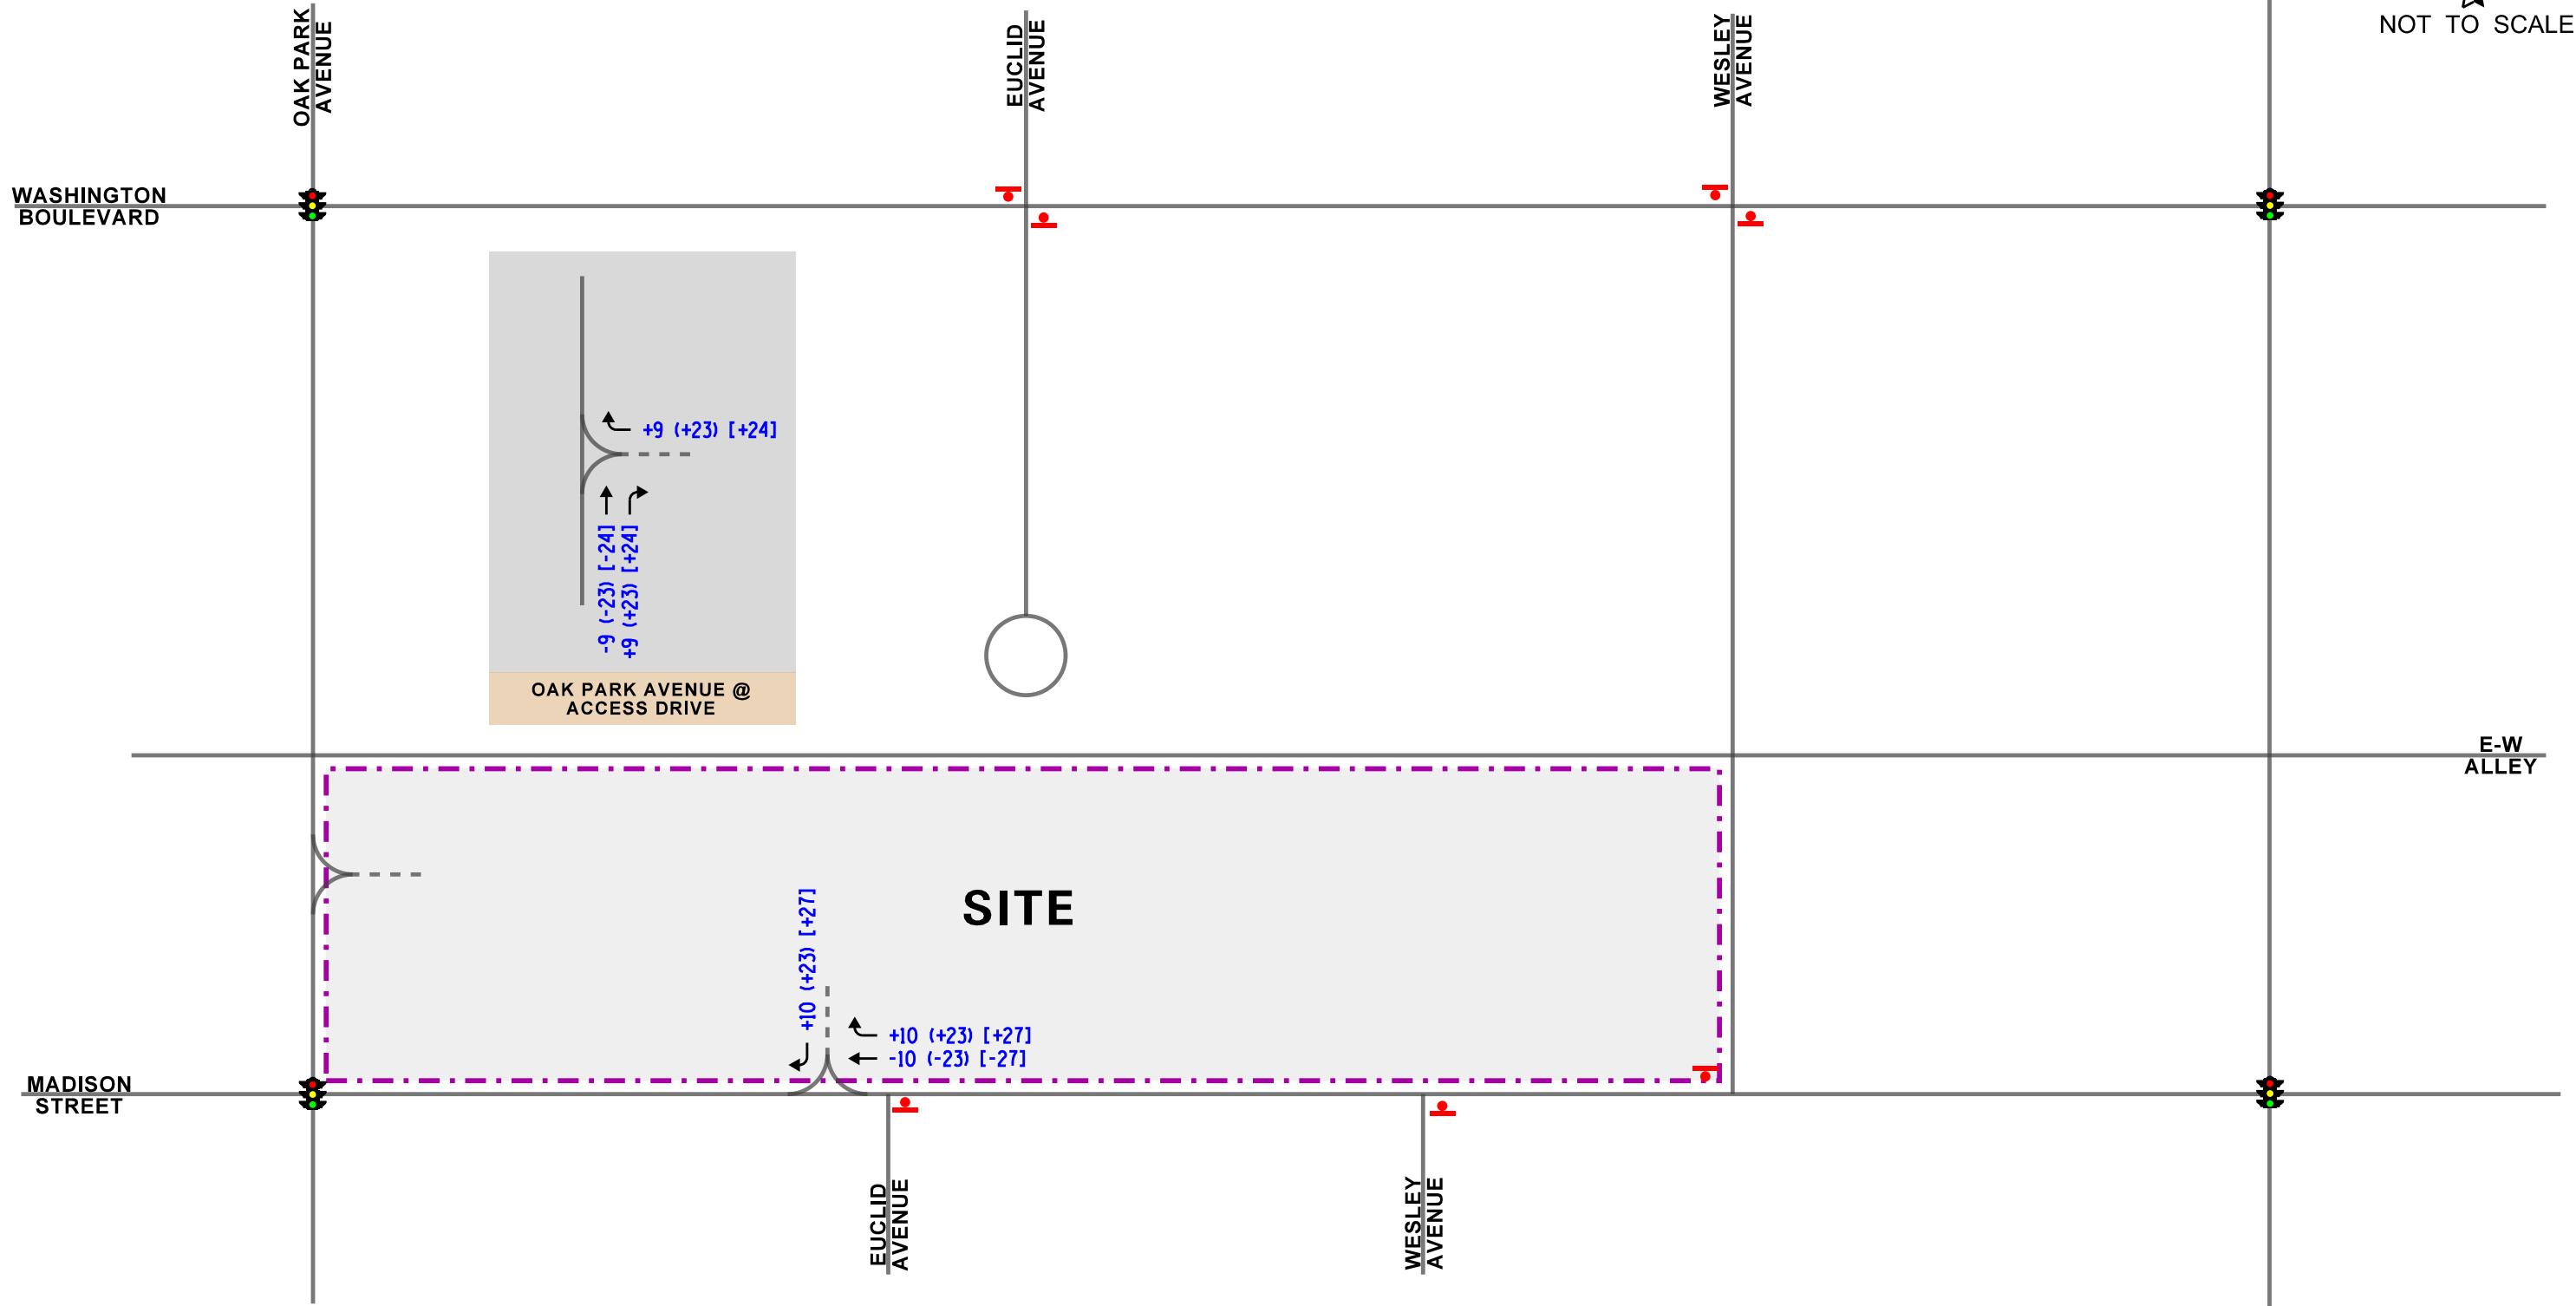 NOT TO SCALE
OAK PARK
AVENUE
EUCLID
AVENUE
WESLEY
AVENUE
WASHINGTON
BOULEVARD
+9 (+23) [+24]
-9 (-23) [-24]
+9 (+23) [+24]
OAK PARK AVENUE @
ACCESS DRIVE
E-W
ALLEY
SITE
+10 (+23) [+27]
+10 (+23) [+27]
-10 (-23) [-27]
MADISON
STREET
EUCLID
AVENUE
WESLEY
AVENUE